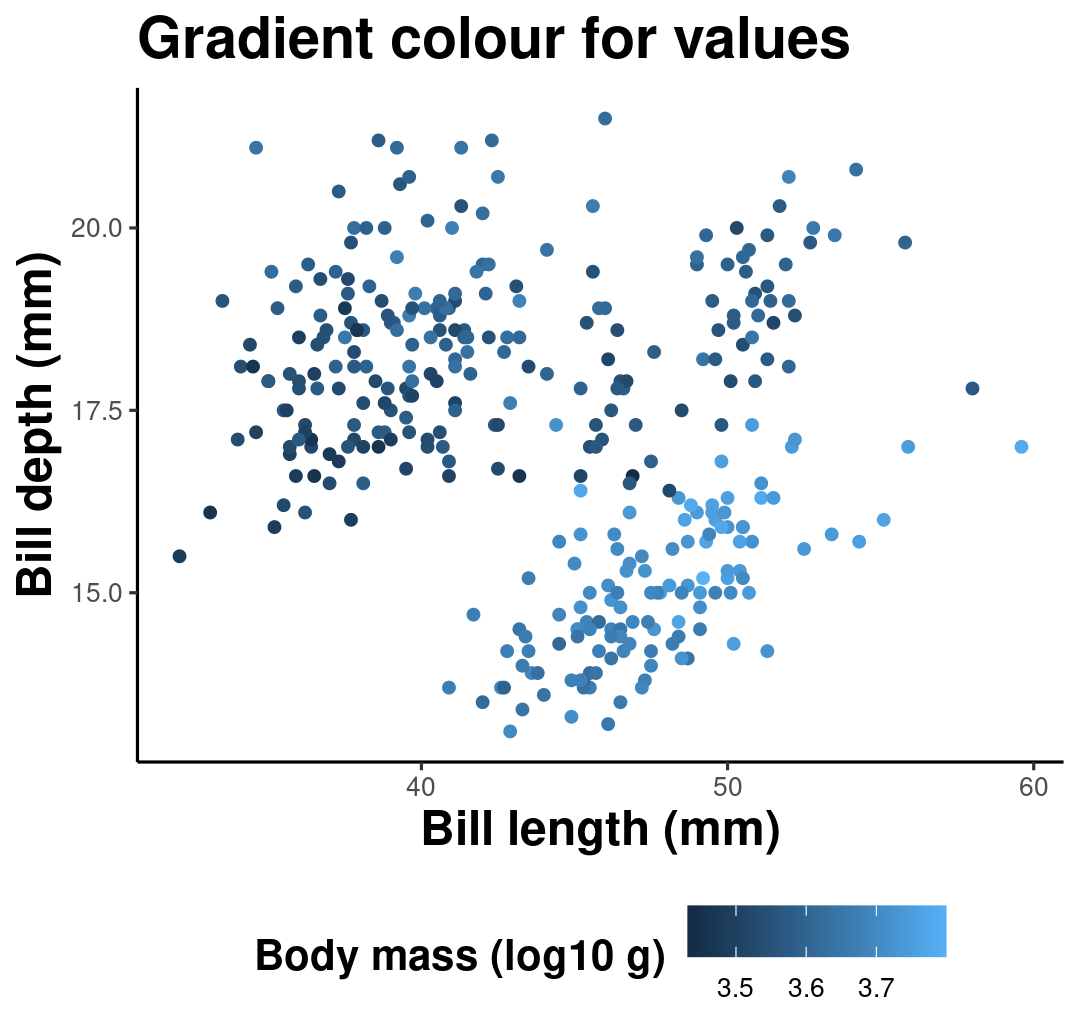 Gradient colour for values
Bill depth (mm)
20.0
17.5
15.0
40 50 60
Bill length (mm)
Body mass (log10 g)
3.5 3.6 3.7